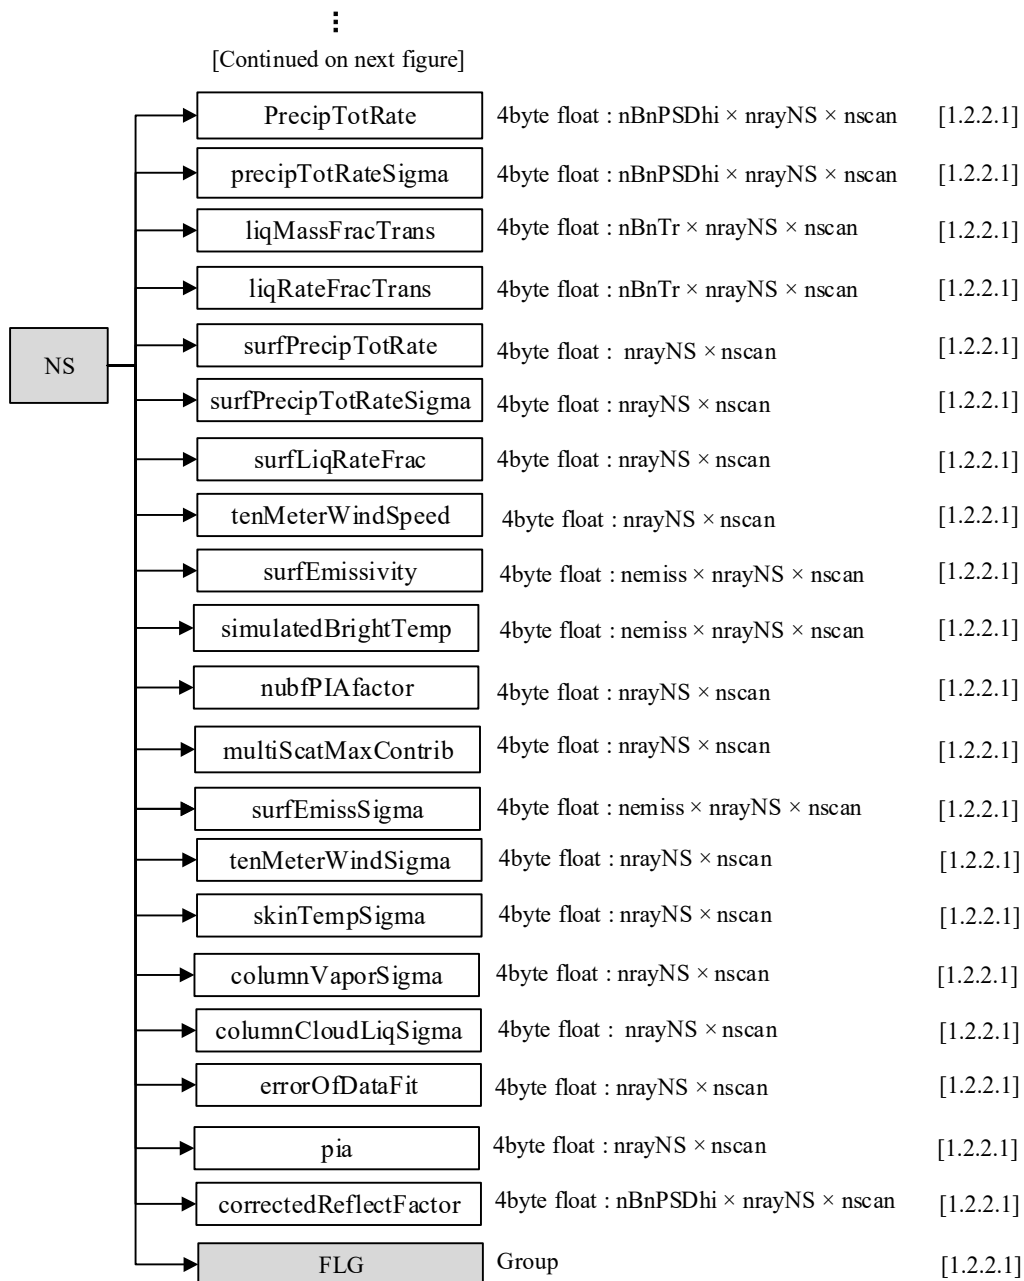 ⋮
[Continued on next figure]
PrecipTotRate 4byte float : nBnPSDhi × nrayNS × nscan [1.2.2.1]
precipTotRateSigma 4byte float : nBnPSDhi × nrayNS × nscan [1.2.2.1]
liqMassFracTrans 4byte float : nBnTr × nrayNS × nscan [1.2.2.1]
liqRateFracTrans 4byte float : nBnTr × nrayNS × nscan [1.2.2.1]
surfPrecipTotRate 4byte float : nrayNS × nscan [1.2.2.1]
NS
surfPrecipTotRateSigma 4byte float : nrayNS × nscan [1.2.2.1]
surfLiqRateFrac 4byte float : nrayNS × nscan [1.2.2.1]
tenMeterWindSpeed 4byte float : nrayNS × nscan [1.2.2.1]
surfEmissivity 4byte float : nemiss × nrayNS × nscan [1.2.2.1]
simulatedBrightTemp 4byte float : nemiss × nrayNS × nscan [1.2.2.1]
nubfPIAfactor 4byte float : nrayNS × nscan [1.2.2.1]
multiScatMaxContrib 4byte float : nrayNS × nscan [1.2.2.1]
surfEmissSigma 4byte float : nemiss × nrayNS × nscan [1.2.2.1]
tenMeterWindSigma 4byte float : nrayNS × nscan [1.2.2.1]
skinTempSigma 4byte float : nrayNS × nscan [1.2.2.1]
columnVaporSigma 4byte float : nrayNS × nscan [1.2.2.1]
columnCloudLiqSigma 4byte float : nrayNS × nscan [1.2.2.1]
errorOfDataFit 4byte float : nrayNS × nscan [1.2.2.1]
pia 4byte float : nrayNS × nscan [1.2.2.1]
correctedReflectFactor 4byte float : nBnPSDhi × nrayNS × nscan [1.2.2.1]
FLG Group [1.2.2.1]